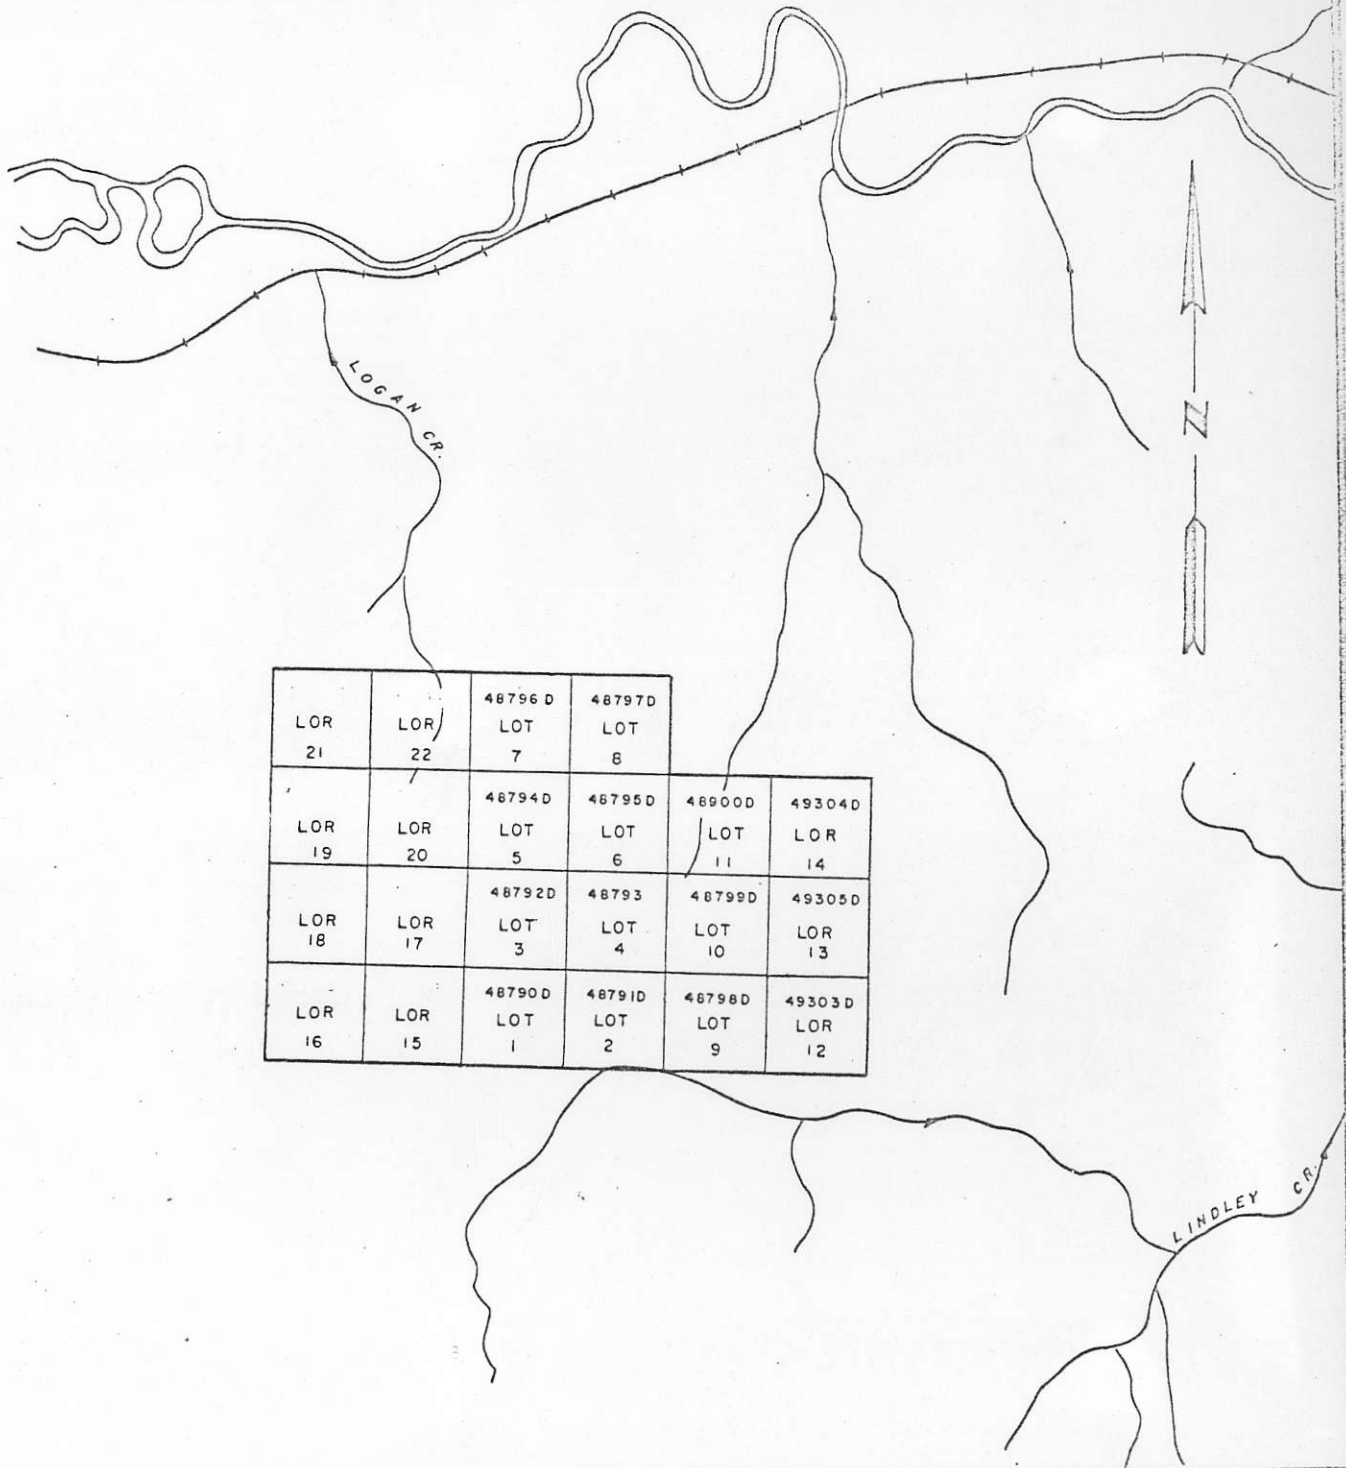 LOGAN CR.
N
48796 D
LOT
7
48797D
LOT
8
LOR
21
LOR
22
48794D
LOT
5
48795D
LOT
6
48900D
LOT
11
49304D
LOR
14
LOR
19
LOR
20
48792D
LOT
3
48793
LOT
4
48799D
LOT
10
49305D
LOR
13
LOR
18
LOR
17
48790D
LOT
1
48791D
LOT
2
48798D
LOT
9
49303D
LOR
12
LOR
16
LOR
15
LINDLEY CR.